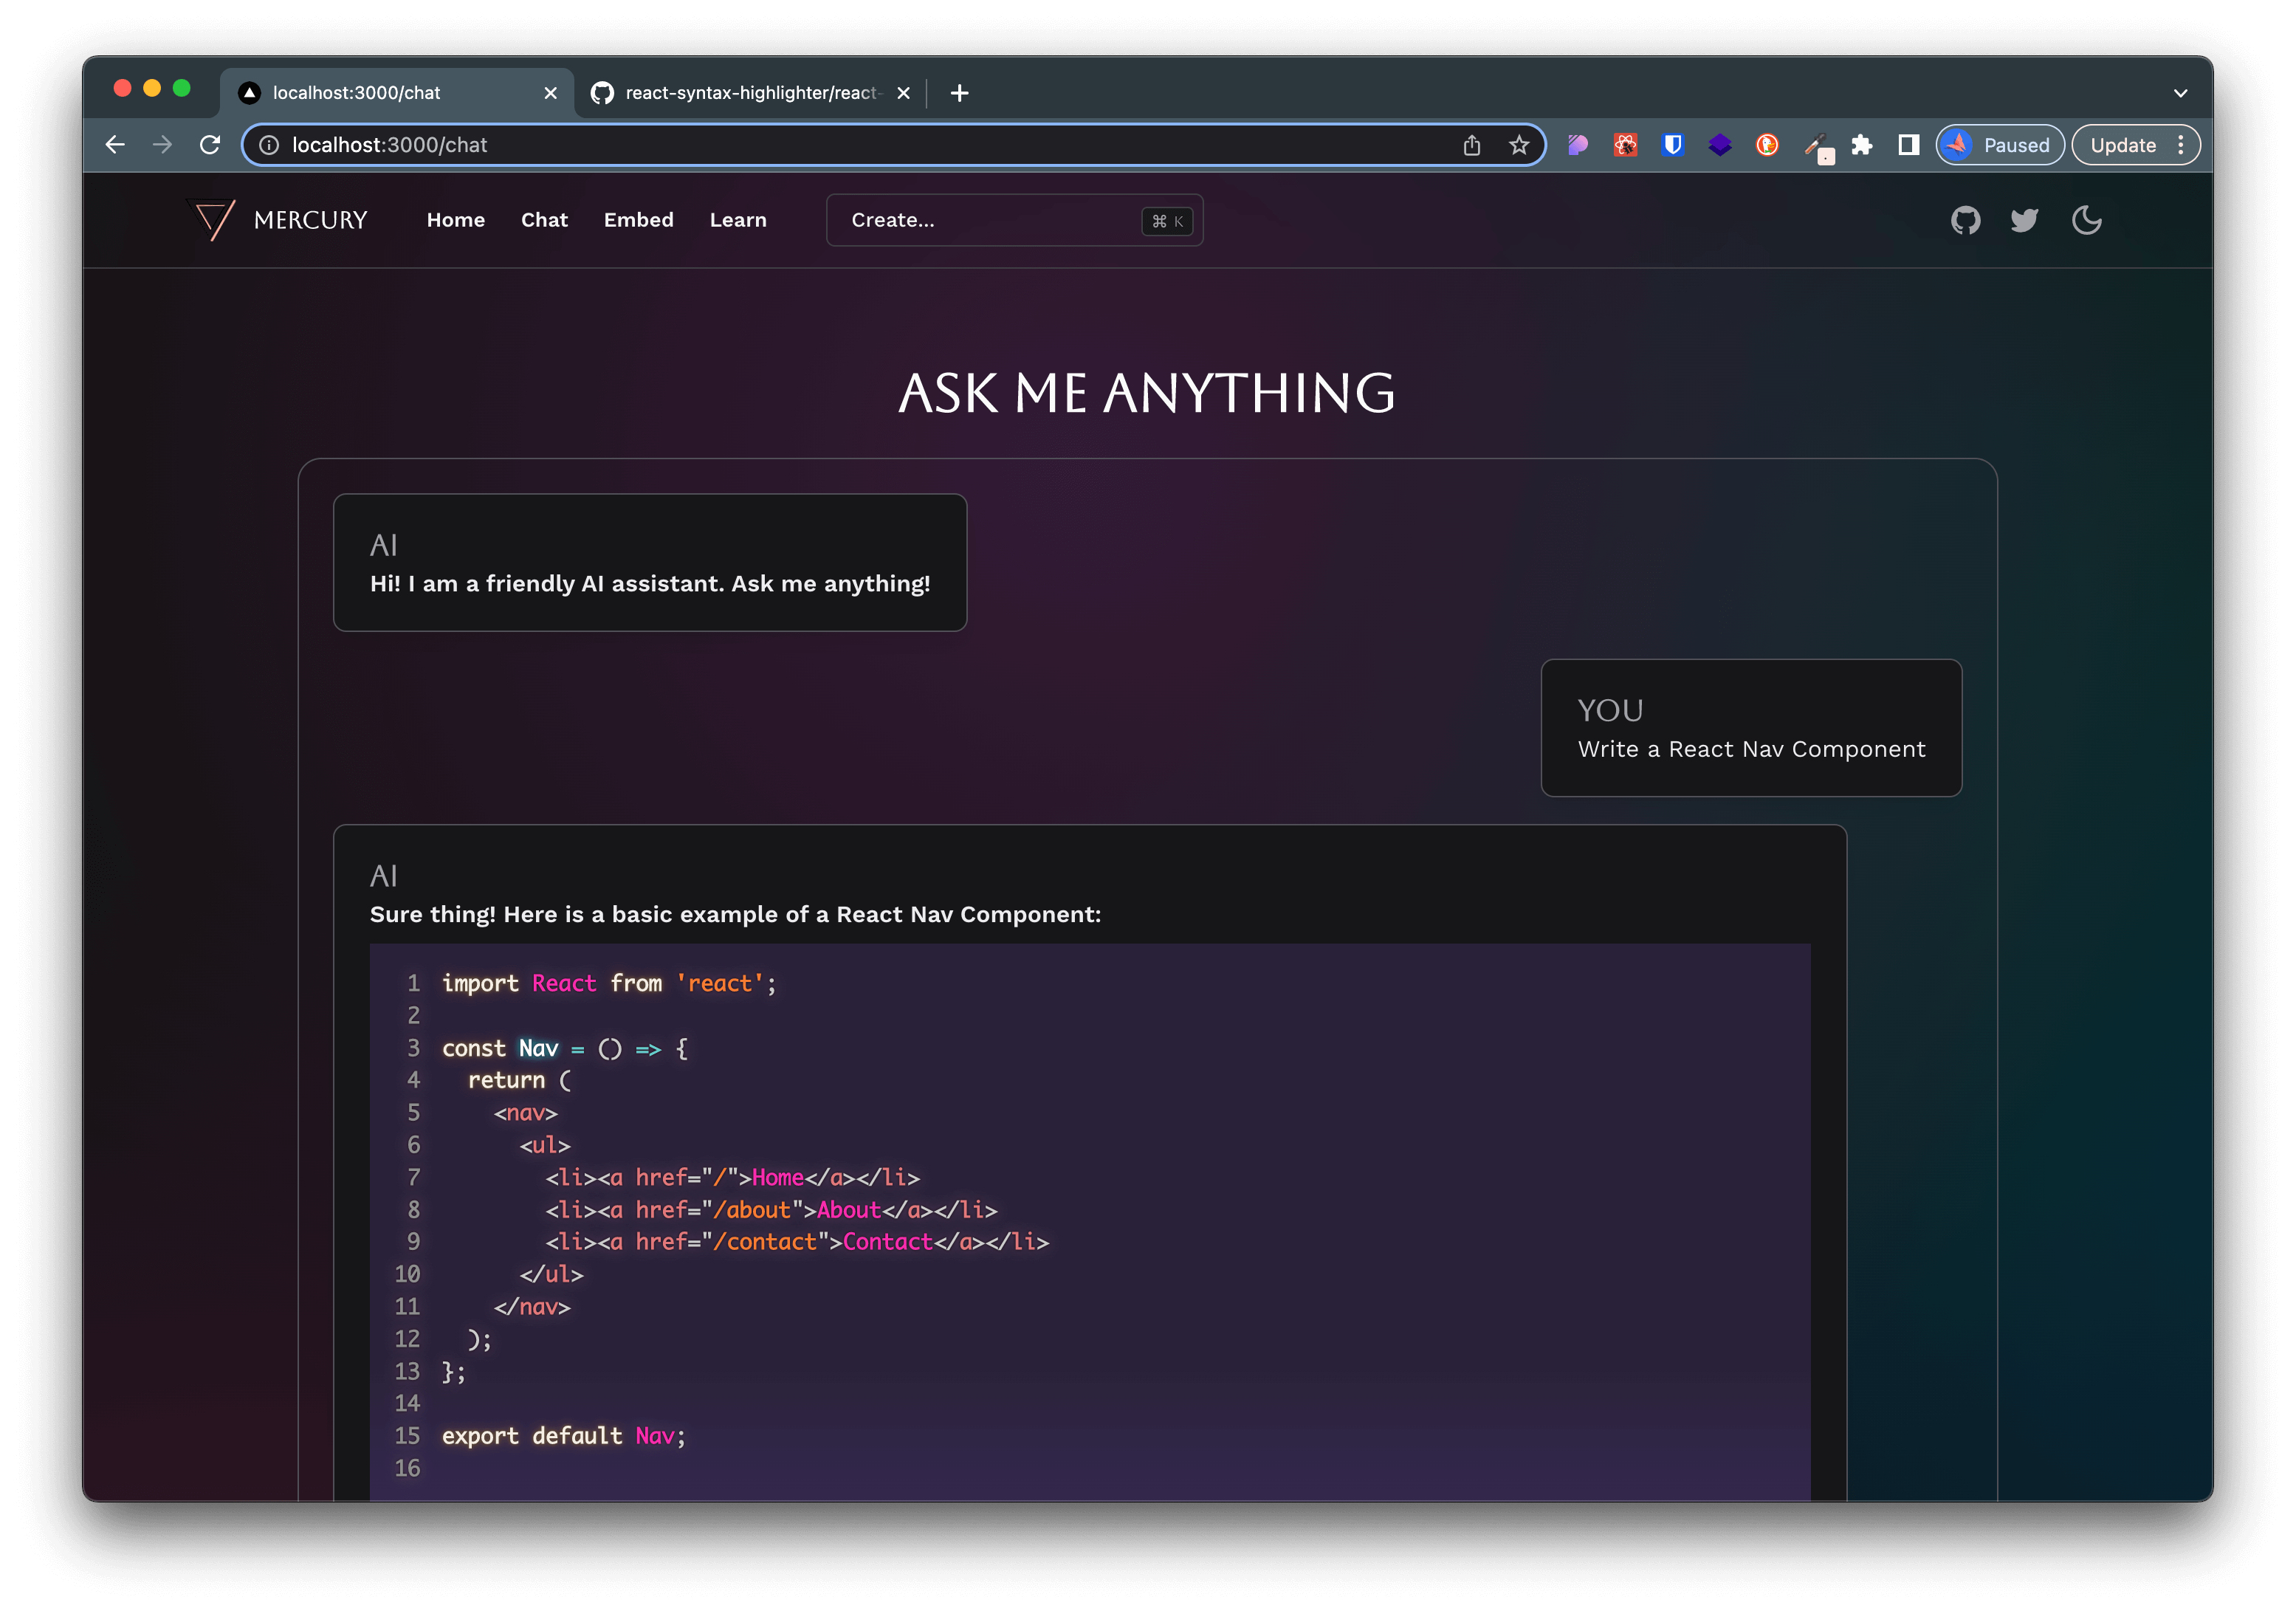 localhost:3000/chat
react-syntax-highlighter/react-
localhost:3000/chat
Paused
Update
MERCURY
Home
Chat
Embed
Learn
Create...
⌘ K
ASK ME ANYTHING
AI
Hi! I am a friendly AI assistant. Ask me anything!
YOU
Write a React Nav Component
AI
Sure thing! Here is a basic example of a React Nav Component:
1 import React from 'react';
2
3 const Nav = () => {
4   return (
5     <nav>
6       <ul>
7         <li><a href="/">Home</a></li>
8         <li><a href="/about">About</a></li>
9         <li><a href="/contact">Contact</a></li>
10       </ul>
11     </nav>
12   );
13 };
14
15 export default Nav;
16